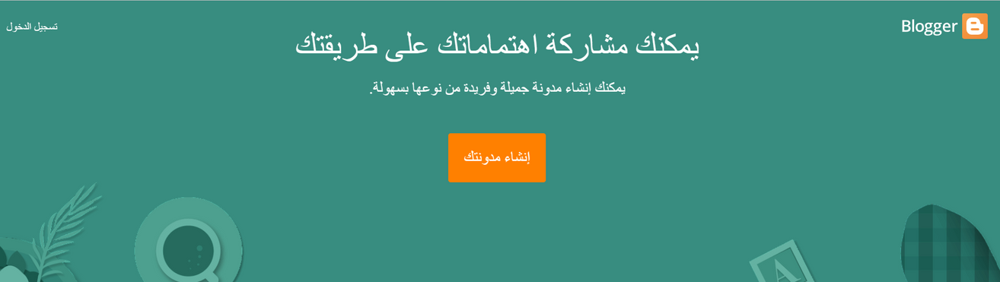 Blogger
تسجيل الدخول
يمكنك مشاركة اهتماماتك على طريقتك
يمكنك إنشاء مدونة جميلة وفريدة من نوعها بسهولة.
إنشاء مدونتك
A